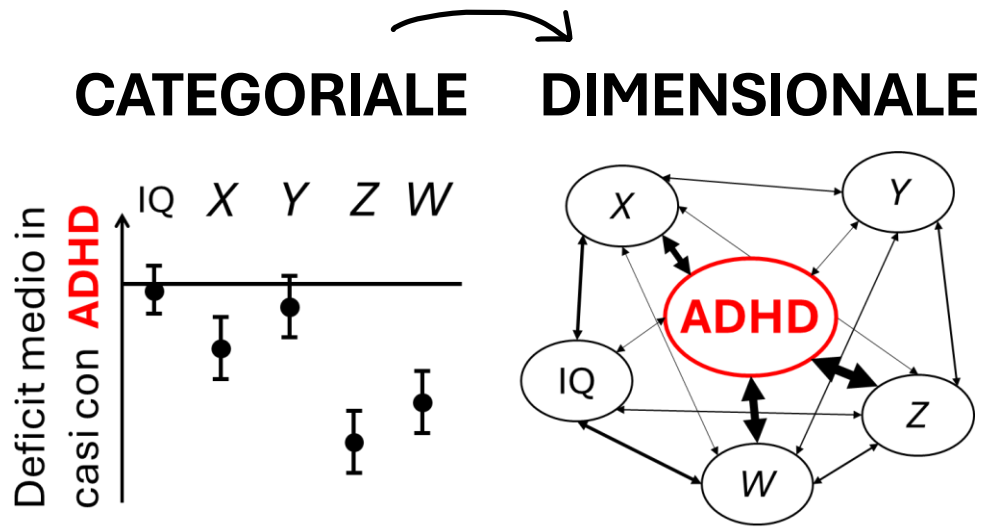 CATEGORIALE
DIMENSIONALE
Deficit medio in
casi con ADHD
IQ X Y Z W
X
Y
ADHD
IQ
Z
W